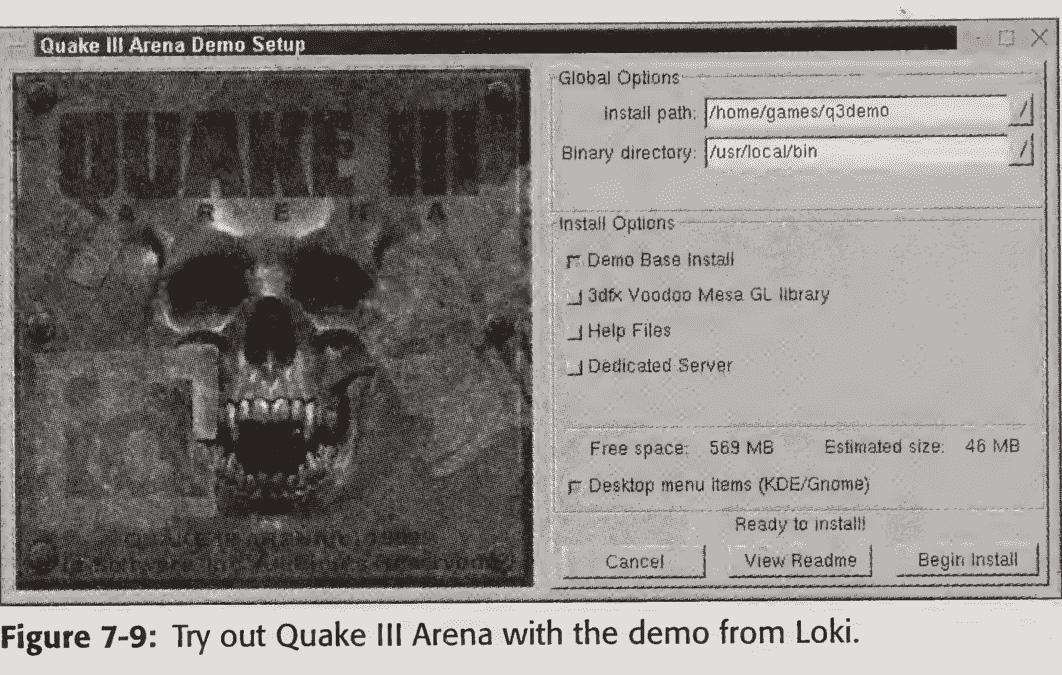 Quake III Arena Demo Setup
QUAKE III
ARENA
Global Options
Install path: /home/games/q3demo /
Binary directory: /usr/local/bin /
Install Options
Demo Base Install
3dfx Voodoo Mesa GL library
Help Files
Dedicated Server
Free space: 569 MB Estimated size: 46 MB
Desktop menu items (KDE/Gnome)
Ready to install!
Cancel View Readme Begin Install
Figure 7-9: Try out Quake III Arena with the demo from Loki.